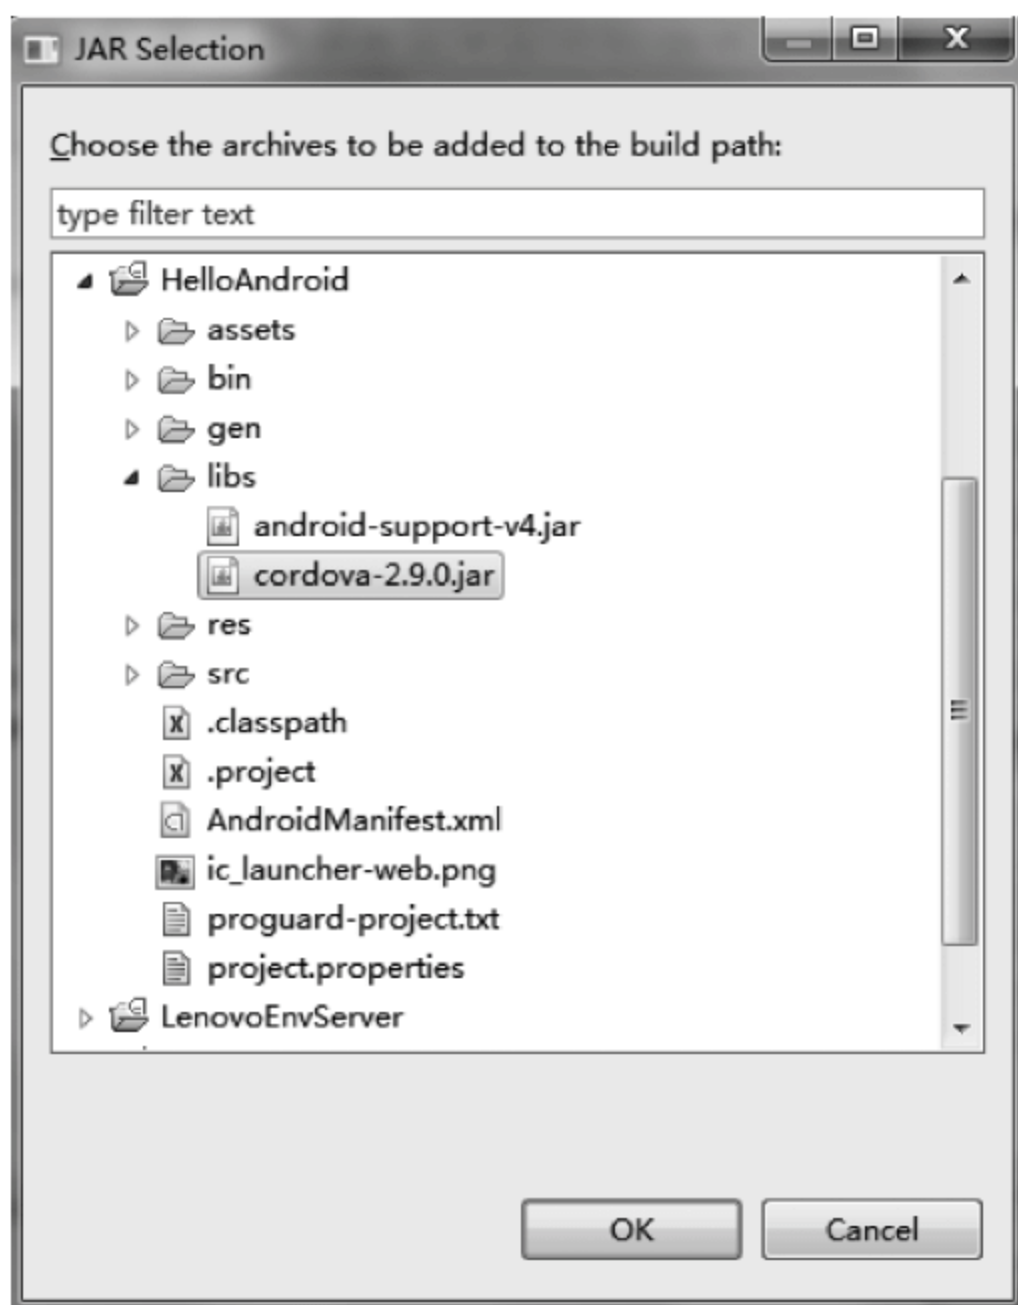 JAR Selection
Choose the archives to be added to the build path:
type filter text
HelloAndroid
assets
bin
gen
libs
android-support-v4.jar
cordova-2.9.0.jar
res
src
.classpath
.project
AndroidManifest.xml
ic_launcher-web.png
proguard-project.txt
project.properties
LenovoEnvServer
OK
Cancel